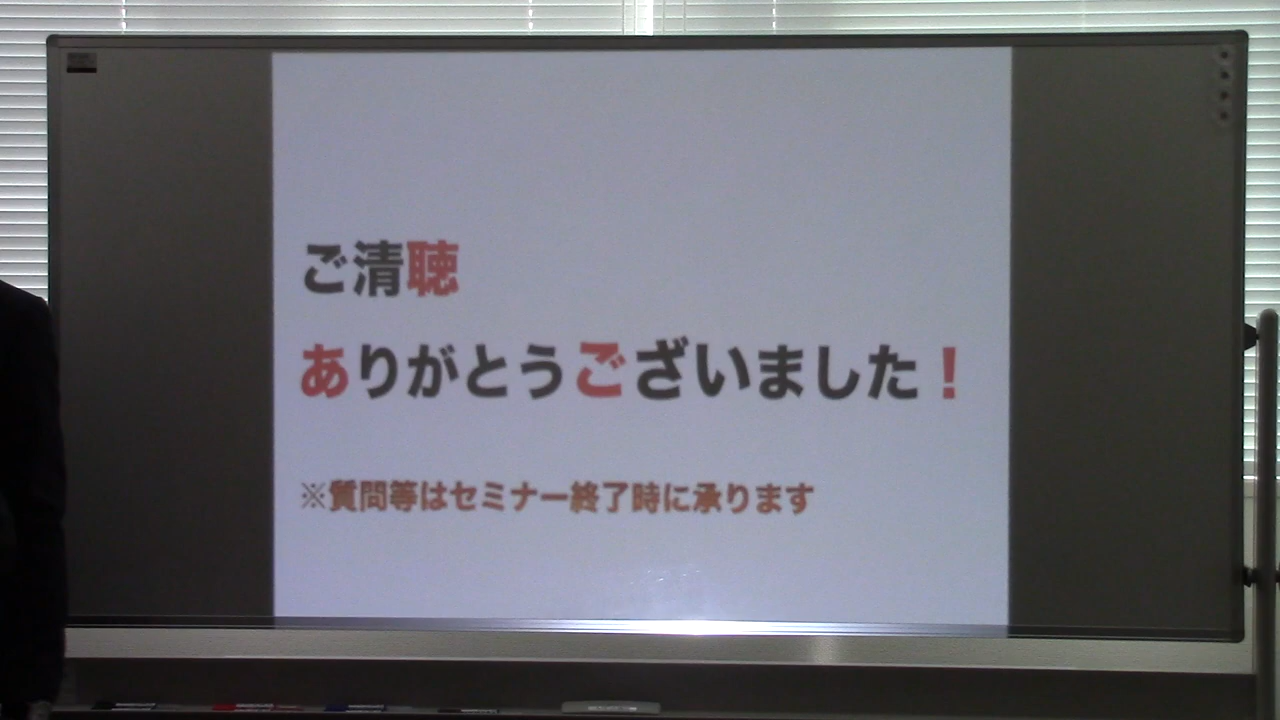 ご清聴
ありがとうございました！
※質問等はセミナー終了時に承ります